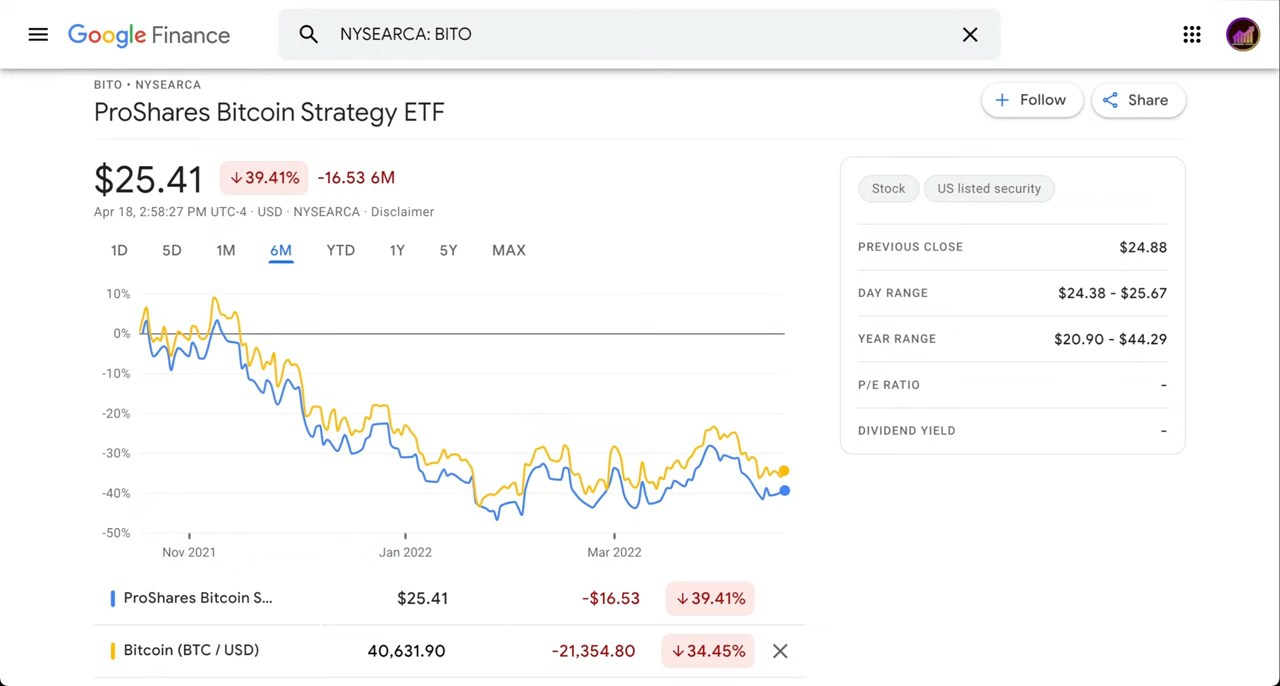 Google Finance
NYSEARCA: BITO
BITO • NYSEARCA
ProShares Bitcoin Strategy ETF
Follow
Share
$25.41 ↓39.41% -16.53 6M
Apr 18, 2:58:27 PM UTC-4 · USD · NYSEARCA · Disclaimer
1D 5D 1M 6M YTD 1Y 5Y MAX
10%
0%
-10%
-20%
-30%
-40%
-50%
Nov 2021 Jan 2022 Mar 2022
ProShares Bitcoin S... $25.41 -$16.53 ↓39.41%
Bitcoin (BTC / USD) 40,631.90 -21,354.80 ↓34.45%
Stock US listed security
PREVIOUS CLOSE $24.88
DAY RANGE $24.38 - $25.67
YEAR RANGE $20.90 - $44.29
P/E RATIO -
DIVIDEND YIELD -